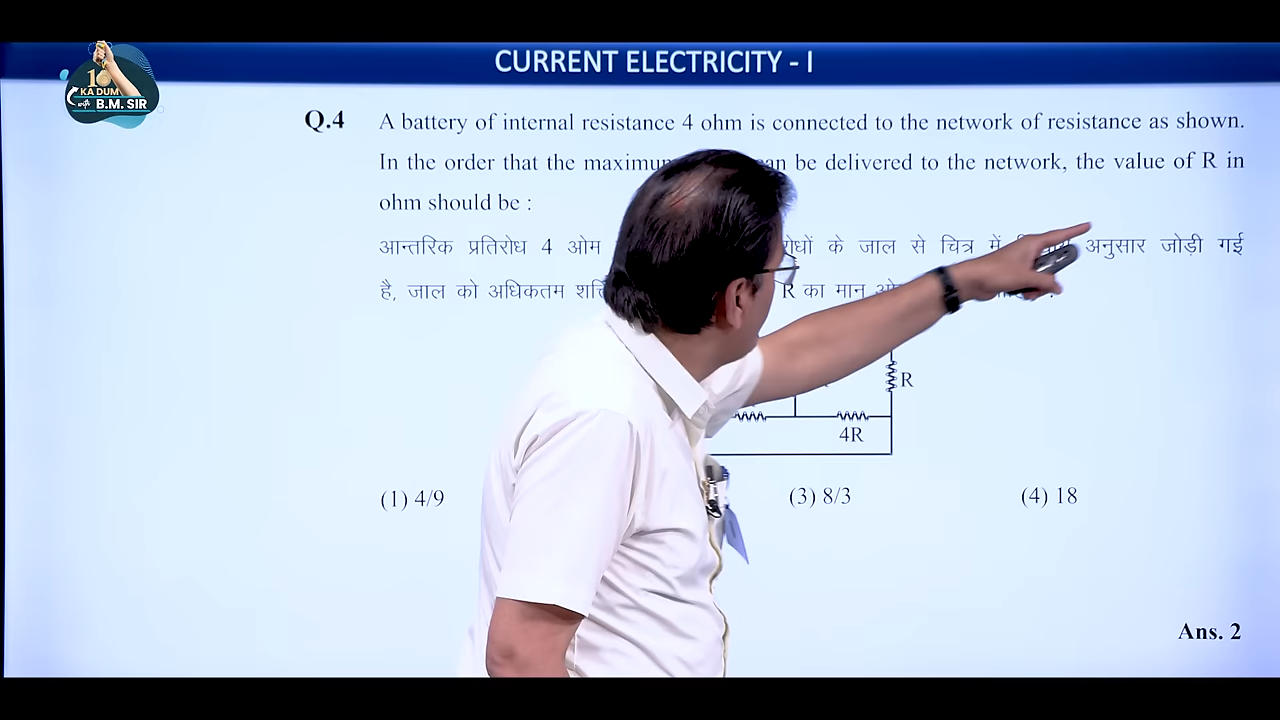 CURRENT ELECTRICITY - I
10
KA DUM
with B.M. SIR
Q.4 A battery of internal resistance 4 ohm is connected to the network of resistance as shown.
In the order that the can be delivered to the network, the value of R in
ohm should be :
आन्तरिक प्रतिरोध 4 ओम के जाल से चित्र में अनुसार जोड़ी गई
है, जाल को अधिकतम R का मान
R
4R
(1) 4/9 (3) 8/3 (4) 18
Ans. 2